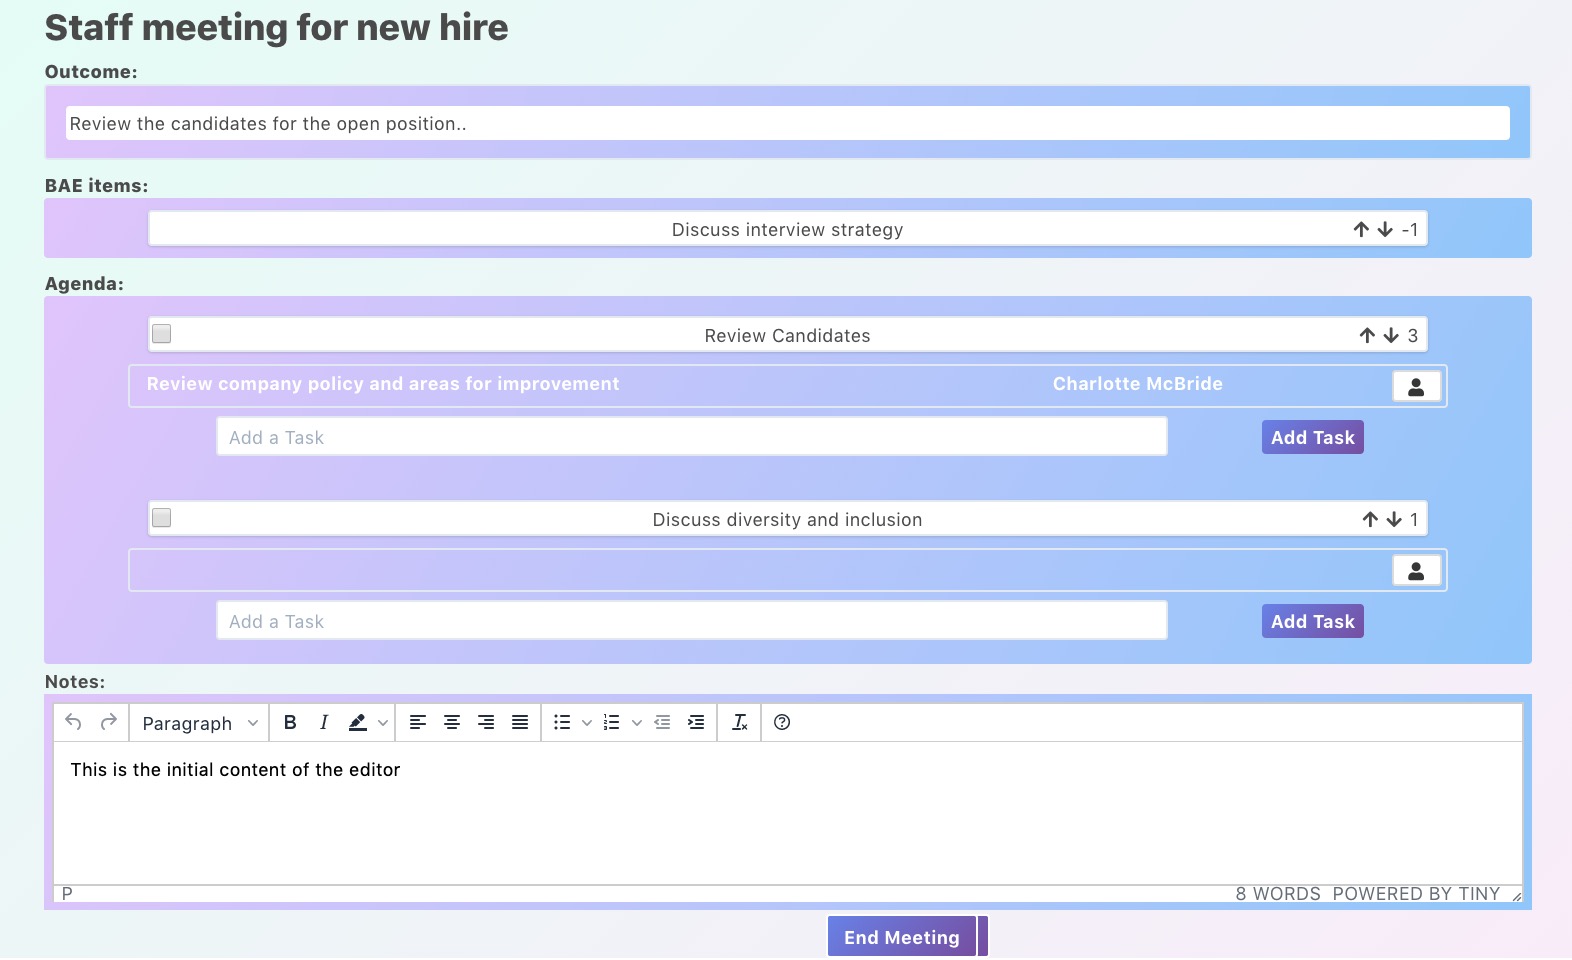 Staff meeting for new hire
Outcome:
Review the candidates for the open position..
BAE items:
Discuss interview strategy -1
Agenda:
Review Candidates 3
Review company policy and areas for improvement Charlotte McBride
Add a Task Add Task
Discuss diversity and inclusion 1
Add a Task Add Task
Notes:
Paragraph B I
This is the initial content of the editor
P 8 WORDS POWERED BY TINY
End Meeting